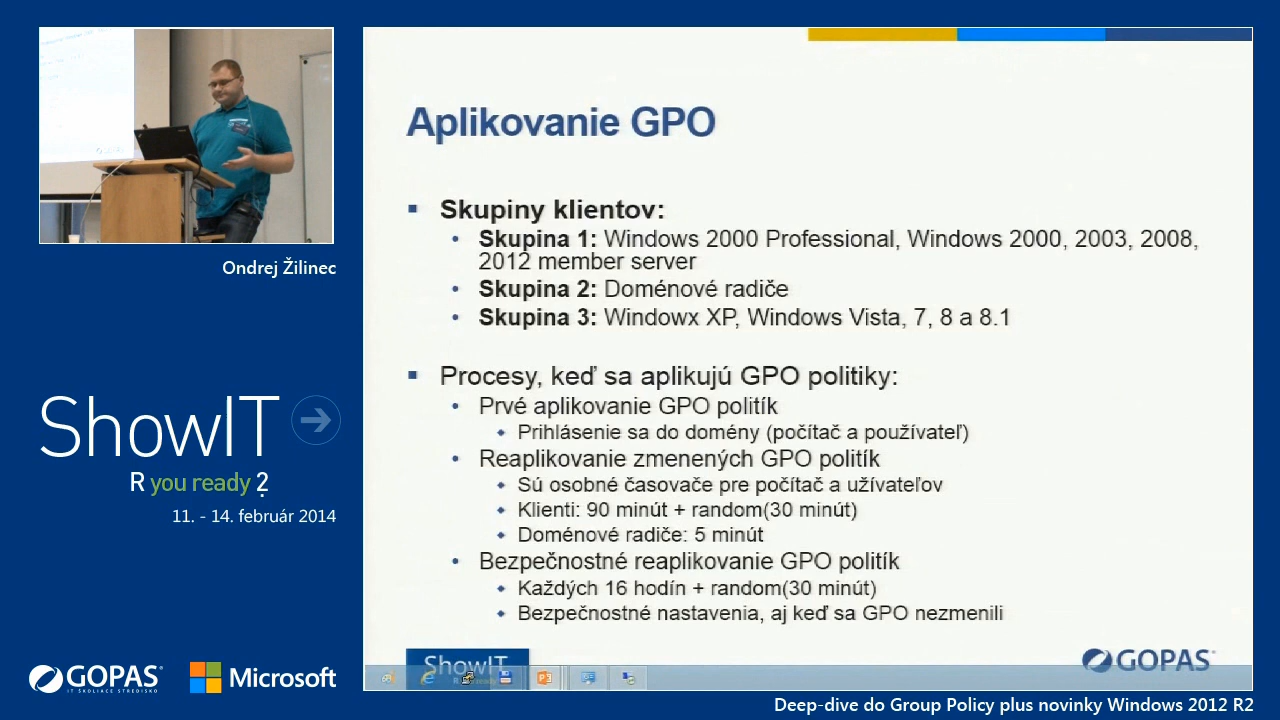 Aplikovanie GPO
Skupiny klientov:
Skupina 1: Windows 2000 Professional, Windows 2000, 2003, 2008,
2012 member server
Skupina 2: Doménové radiče
Skupina 3: Windowx XP, Windows Vista, 7, 8 a 8.1
Procesy, keď sa aplikujú GPO politiky:
Prvé aplikovanie GPO politík
Prihlásenie sa do domény (počítač a používateľ)
Reaplikovanie zmenených GPO politík
Sú osobné časovače pre počítač a užívateľov
Klienti: 90 minút + random(30 minút)
Doménové radiče: 5 minút
Bezpečnostné reaplikovanie GPO politík
Každých 16 hodín + random(30 minút)
Bezpečnostné nastavenia, aj keď sa GPO nezmenili
ShowIT
GOPAS
Ondrej Žilinec
ShowIT
R you ready ?
11. - 14. február 2014
GOPAS
IT ŠKOLIACE STREDISKO
Microsoft
Deep-dive do Group Policy plus novinky Windows 2012 R2